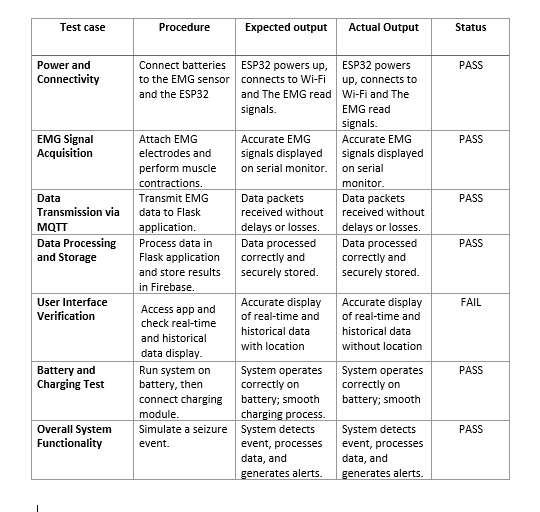 Test case Procedure Expected output Actual Output Status
Power and Connectivity
Connect batteries
to the EMG sensor
and the ESP32
ESP32 powers up,
connects to Wi-Fi
and The EMG read
signals.
ESP32 powers
up, connects to
Wi-Fi and The
EMG read
signals.
PASS
EMG Signal
Acquisition
Attach EMG
electrodes and
perform muscle
contractions.
Accurate EMG
signals displayed
on serial monitor.
Accurate EMG
signals displayed
on serial
monitor.
PASS
Data
Transmission via
MQTT
Transmit EMG
data to Flask
application.
Data packets
received without
delays or losses.
Data packets
received without
delays or losses.
PASS
Data Processing
and Storage
Process data in
Flask application
and store results
in Firebase.
Data processed
correctly and
securely stored.
Data processed
correctly and
securely stored.
PASS
User Interface
Verification
Access app and
check real-time
and historical
data display.
Accurate display
of real-time and
historical data
with location
Accurate display
of real-time and
historical data
without location
FAIL
Battery and
Charging Test
Run system on
battery, then
connect charging
module.
System operates
correctly on
battery; smooth
charging process.
System operates
correctly on
battery; smooth
PASS
Overall System
Functionality
Simulate a seizure
event.
System detects
event, processes
data, and
generates alerts.
System detects
event, processes
data, and
generates alerts.
PASS